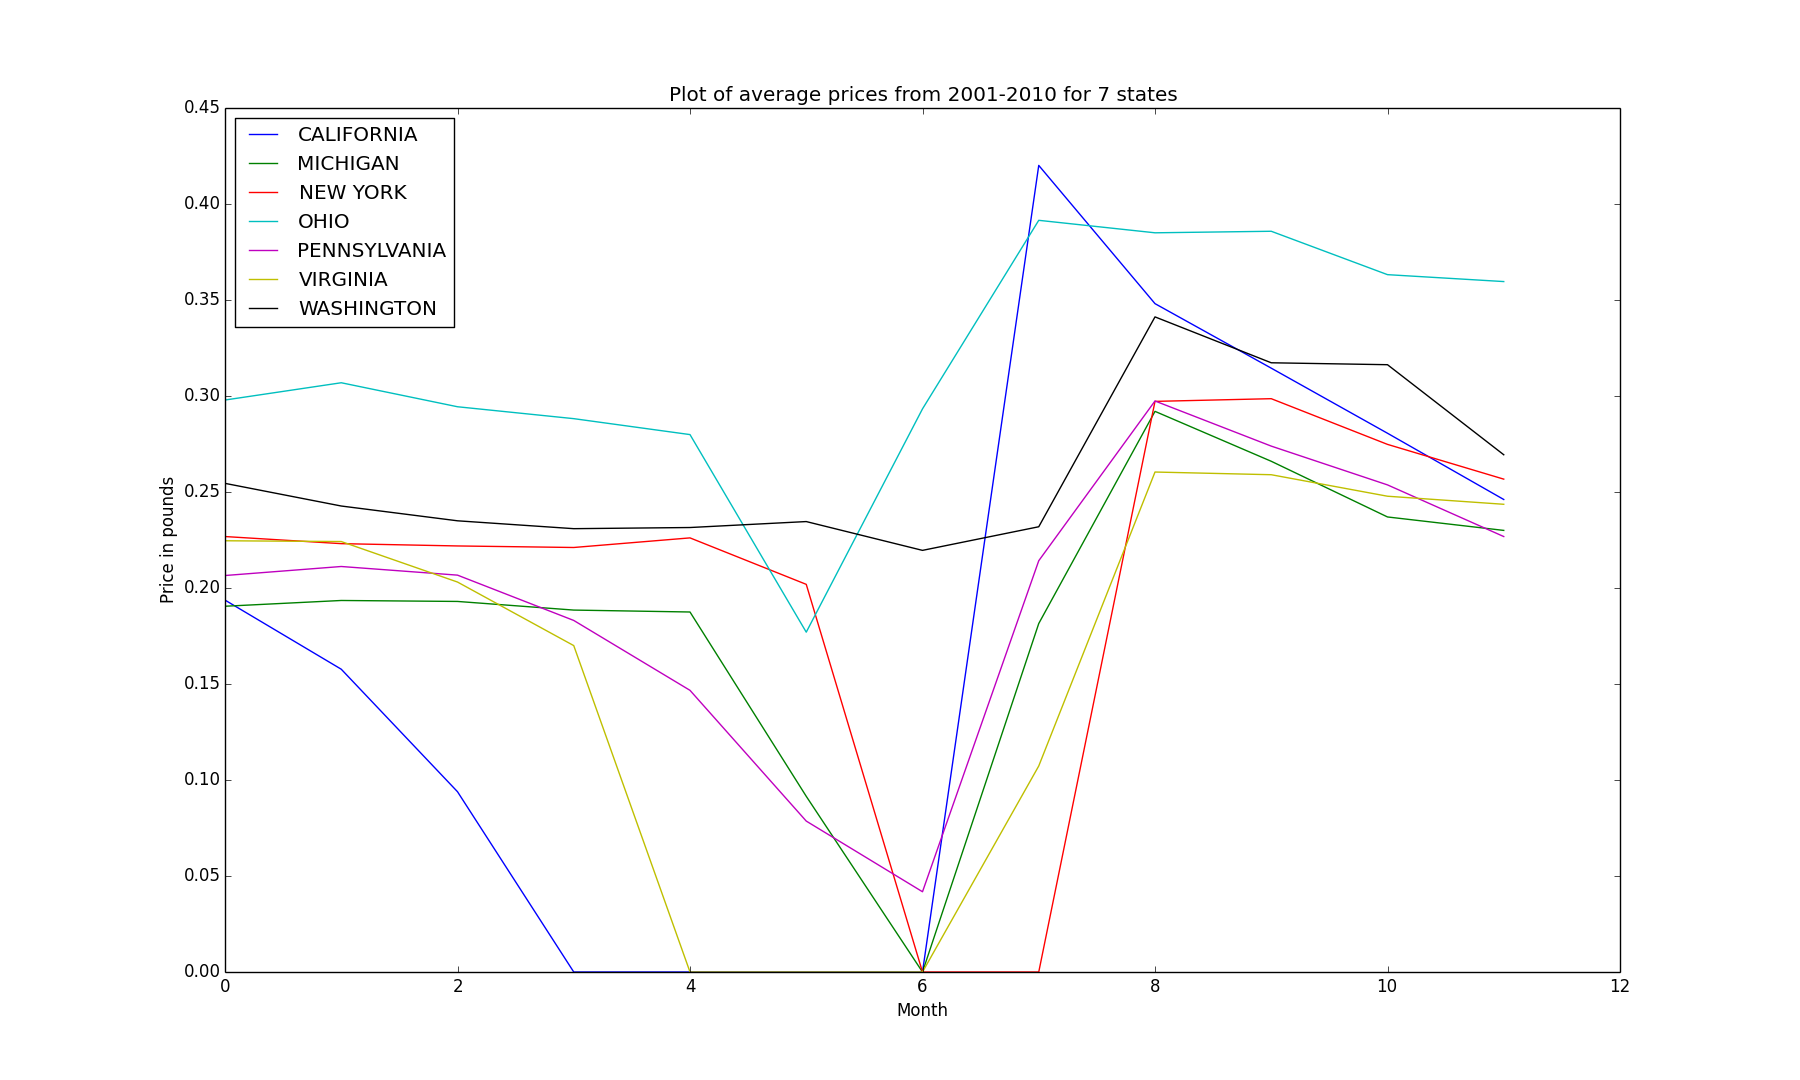 Plot of average prices from 2001-2010 for 7 states
0.45
0.40
0.35
0.30
0.25
0.20
0.15
0.10
0.05
0.00
Price in pounds
CALIFORNIA
MICHIGAN
NEW YORK
OHIO
PENNSYLVANIA
VIRGINIA
WASHINGTON
0 2 4 6 8 10 12
Month